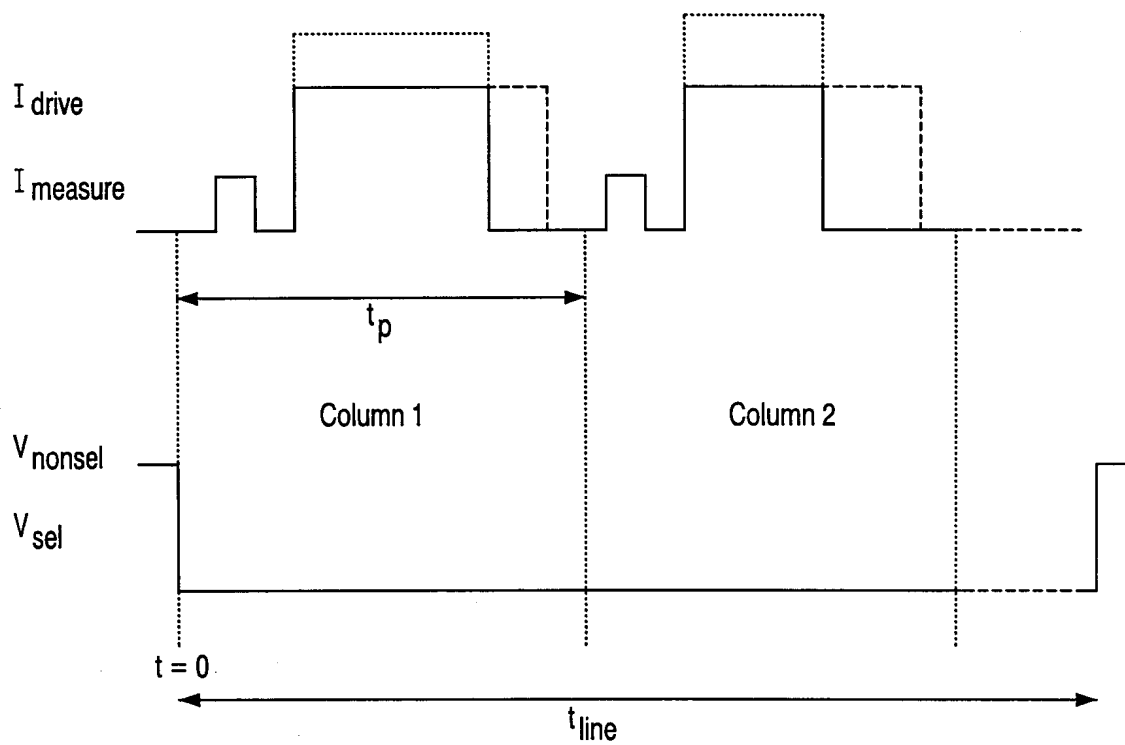 I drive
I measure
t p
Column 1
Column 2
V nonsel
V sel
t = 0
t line